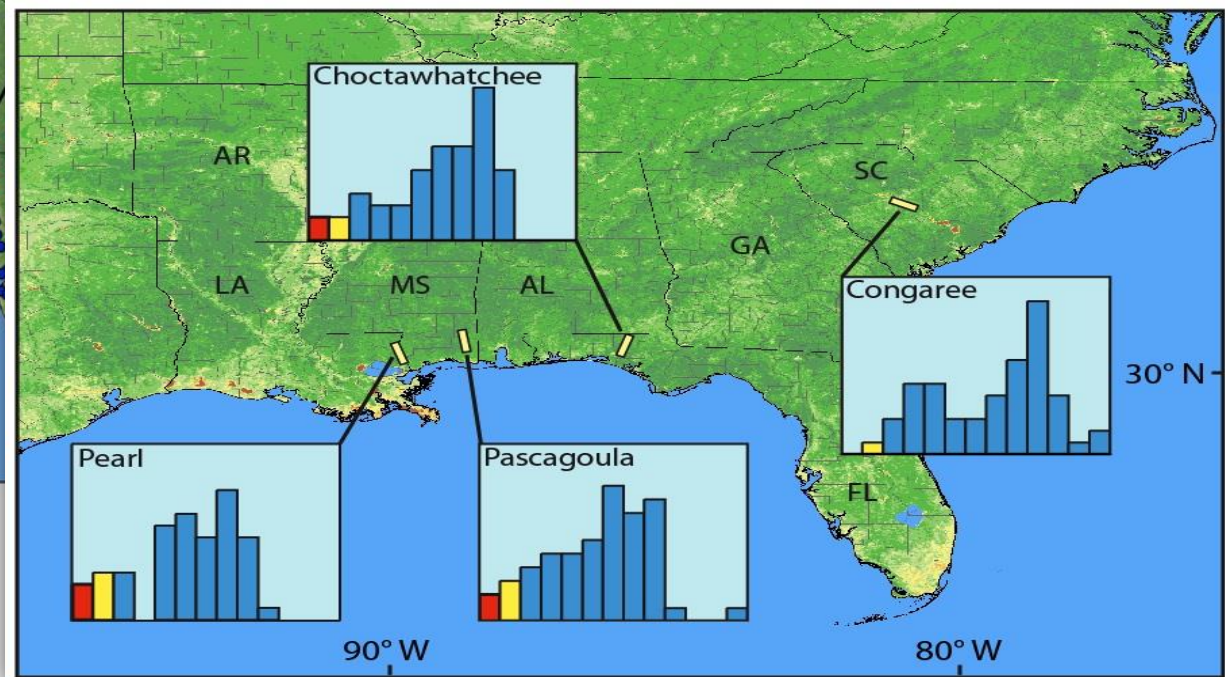 Choctawhatchee
AR
SC
GA
LA
MS
AL
Congaree
30° N
Pearl
Pascagoula
FL
90° W
80° W